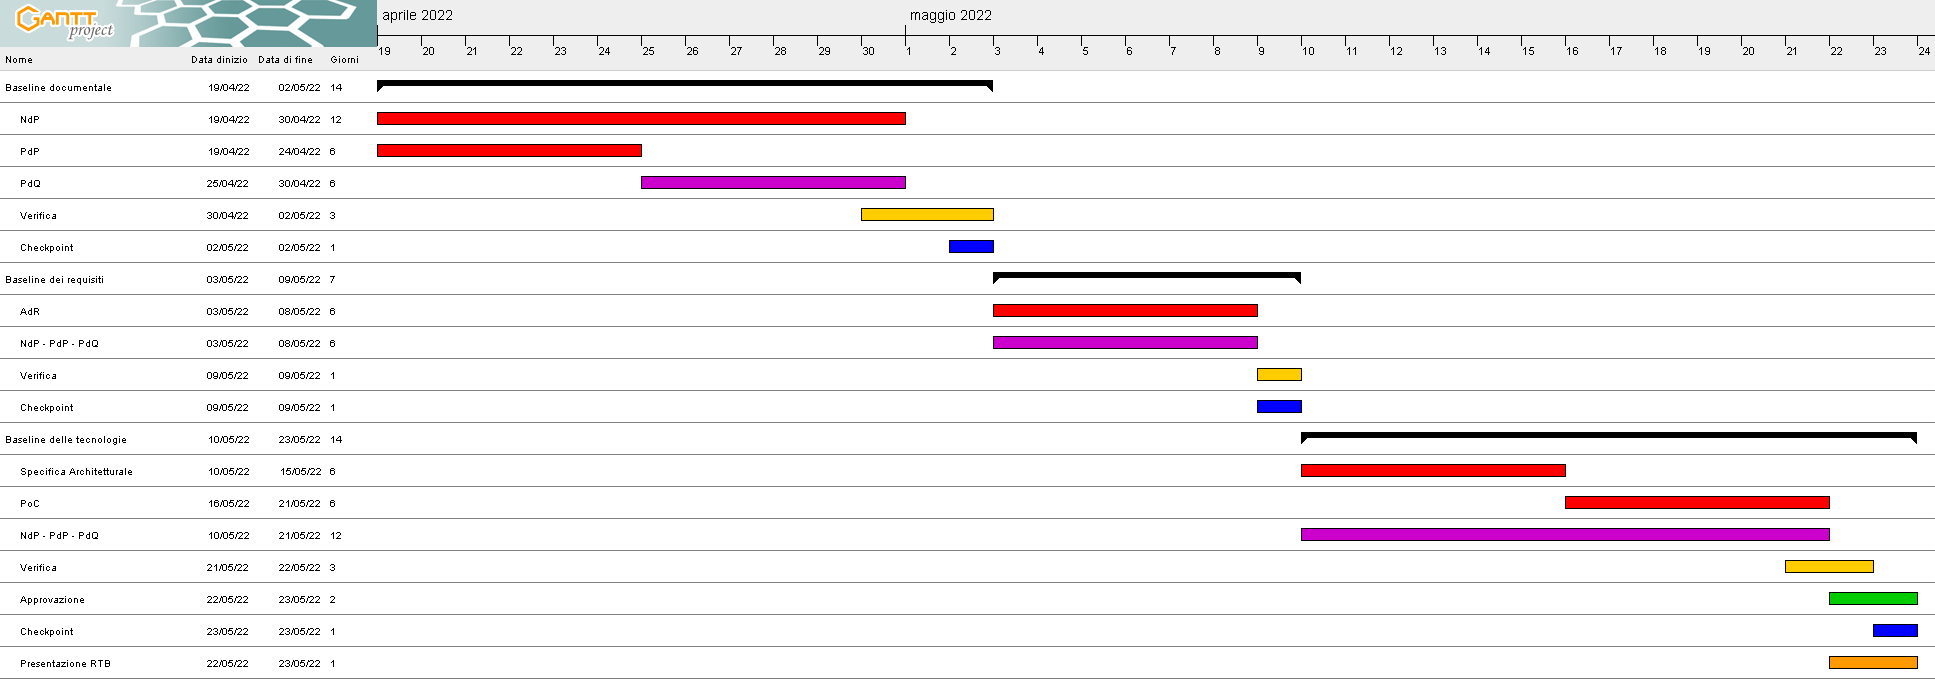 GANTT project
aprile 2022 maggio 2022
19 20 21 22 23 24 25 26 27 28 29 30 1 2 3 4 5 6 7 8 9 10 11 12 13 14 15 16 17 18 19 20 21 22 23 24
Nome Data dinizio Data di fine Giorni
Baseline documentale 19/04/22 02/05/22 14
NdP 19/04/22 30/04/22 12
PdP 19/04/22 24/04/22 6
PdQ 25/04/22 30/04/22 6
Verifica 30/04/22 02/05/22 3
Checkpoint 02/05/22 02/05/22 1
Baseline dei requisiti 03/05/22 09/05/22 7
AdR 03/05/22 08/05/22 6
NdP - PdP - PdQ 03/05/22 08/05/22 6
Verifica 09/05/22 09/05/22 1
Checkpoint 09/05/22 09/05/22 1
Baseline delle tecnologie 10/05/22 23/05/22 14
Specifica Architetturale 10/05/22 15/05/22 6
PoC 16/05/22 21/05/22 6
NdP - PdP - PdQ 10/05/22 21/05/22 12
Verifica 21/05/22 22/05/22 3
Approvazione 22/05/22 23/05/22 2
Checkpoint 23/05/22 23/05/22 1
Presentazione RTB 22/05/22 23/05/22 1